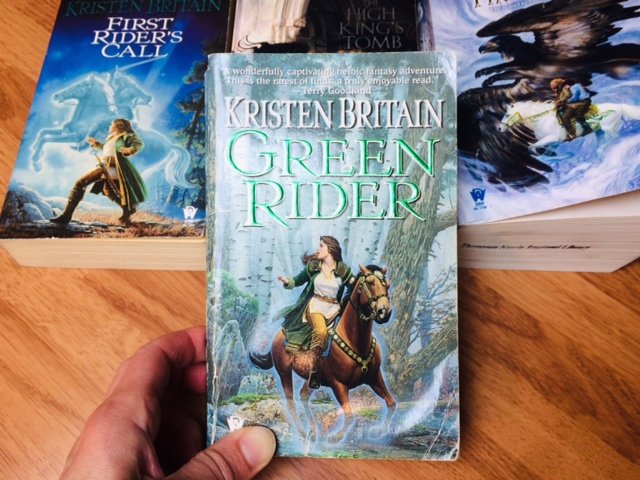 KRISTEN BRITAIN
FIRST
RIDER'S
CALL
THE
HIGH
KING'S
TOMB
"A wonderfully captivating heroic fantasy adventure.
This is the rarest of finds: a truly enjoyable read."
—Terry Goodkind
KRISTEN BRITAIN
GREEN
RIDER